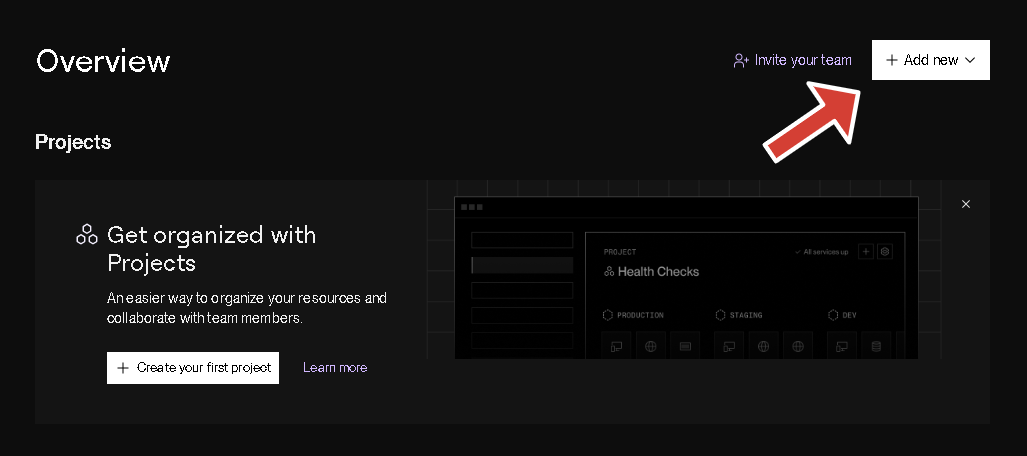 Overview
Invite your team
Add new
Projects
Get organized with
Projects
An easier way to organize your resources and
collaborate with team members.
Create your first project
Learn more
PROJECT
All services up
Health Checks
PRODUCTION
STAGING
DEV